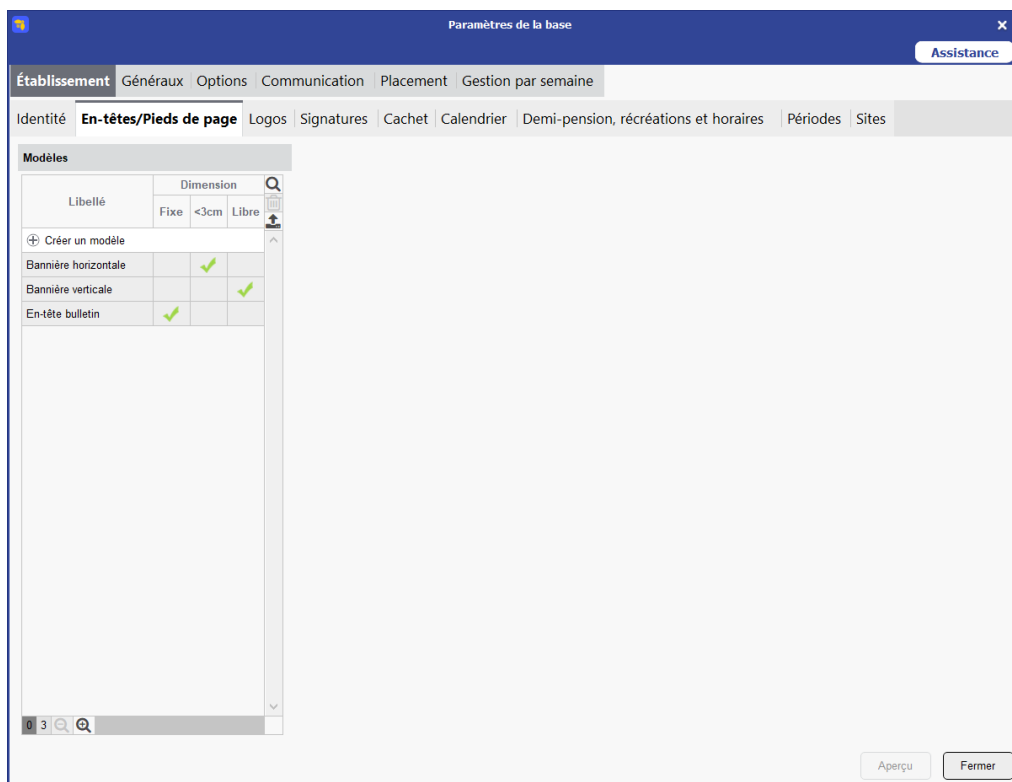 Paramètres de la base
Assistance
Établissement Généraux Options Communication Placement Gestion par semaine
Identité En-têtes/Pieds de page Logos Signatures Cachet Calendrier Demi-pension, récréations et horaires Périodes Sites
Modèles
Libellé Dimension
Fixe <3cm Libre
Créer un modèle
Bannière horizontale
Bannière verticale
En-tête bulletin
0 3
Aperçu Fermer